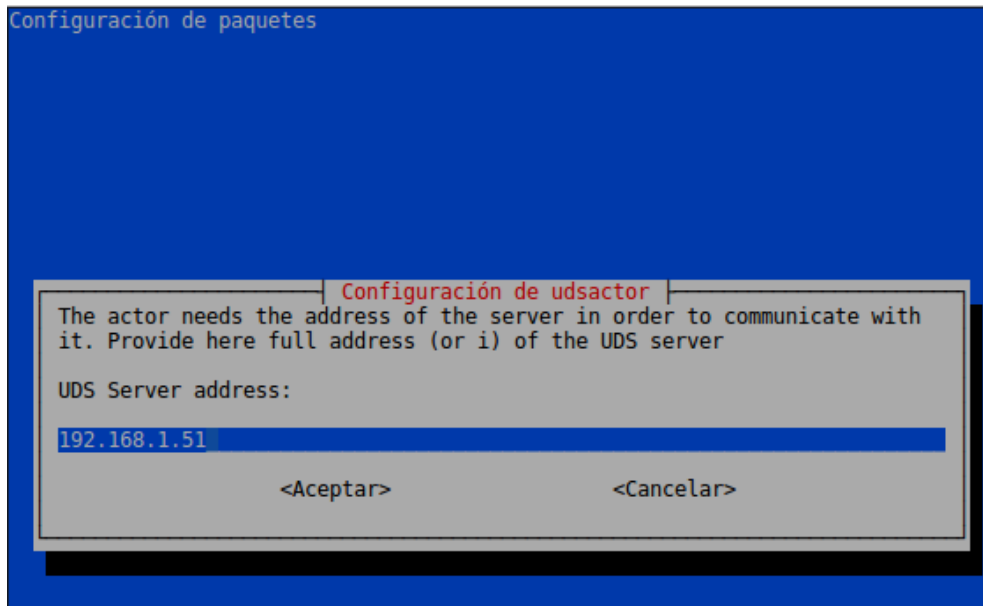 Configuración de paquetes
Configuración de udsactor
The actor needs the address of the server in order to communicate with
it. Provide here full address (or i) of the UDS server
UDS Server address:
192.168.1.51
<Aceptar> <Cancelar>